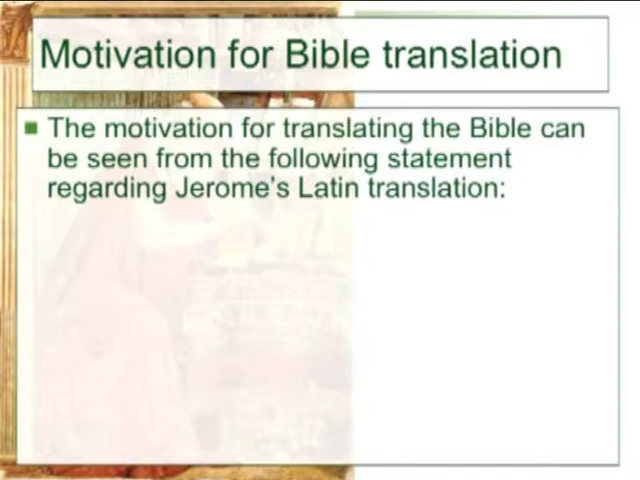 Motivation for Bible translation
The motivation for translating the Bible can
be seen from the following statement
regarding Jerome's Latin translation: